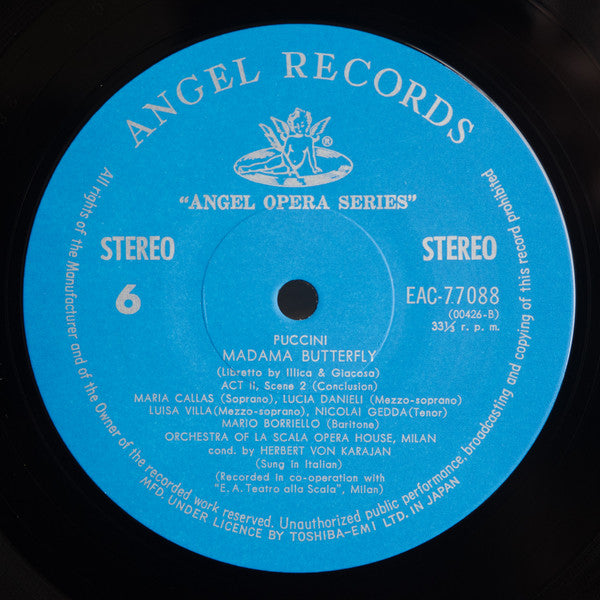 ANGEL RECORDS
®
"ANGEL OPERA SERIES"
STEREO
STEREO
6
EAC-77088
(00426-B)
33⅓ r. p. m.
PUCCINI
MADAMA BUTTERFLY
(Libretto by Illica & Giacosa)
ACT II, Scene 2 (Conclusion)
MARIA CALLAS (Soprano), LUCIA DANIELI (Mezzo-soprano)
LUISA VILLA(Mezzo-soprano), NICOLAI GEDDA(Tenor)
MARIO BORRIELLO (Baritone)
ORCHESTRA OF LA SCALA OPERA HOUSE, MILAN
cond. by HERBERT VON KARAJAN
(Sung in Italian)
(Recorded in co-operation with
"E. A. Teatro alla Scala", Milan)
All rights of the Manufacturer and of the Owner of the recorded work reserved. Unauthorized public performance, broadcasting and copying of this record prohibited
MFD. UNDER LICENCE BY TOSHIBA-EMI LTD. IN JAPAN